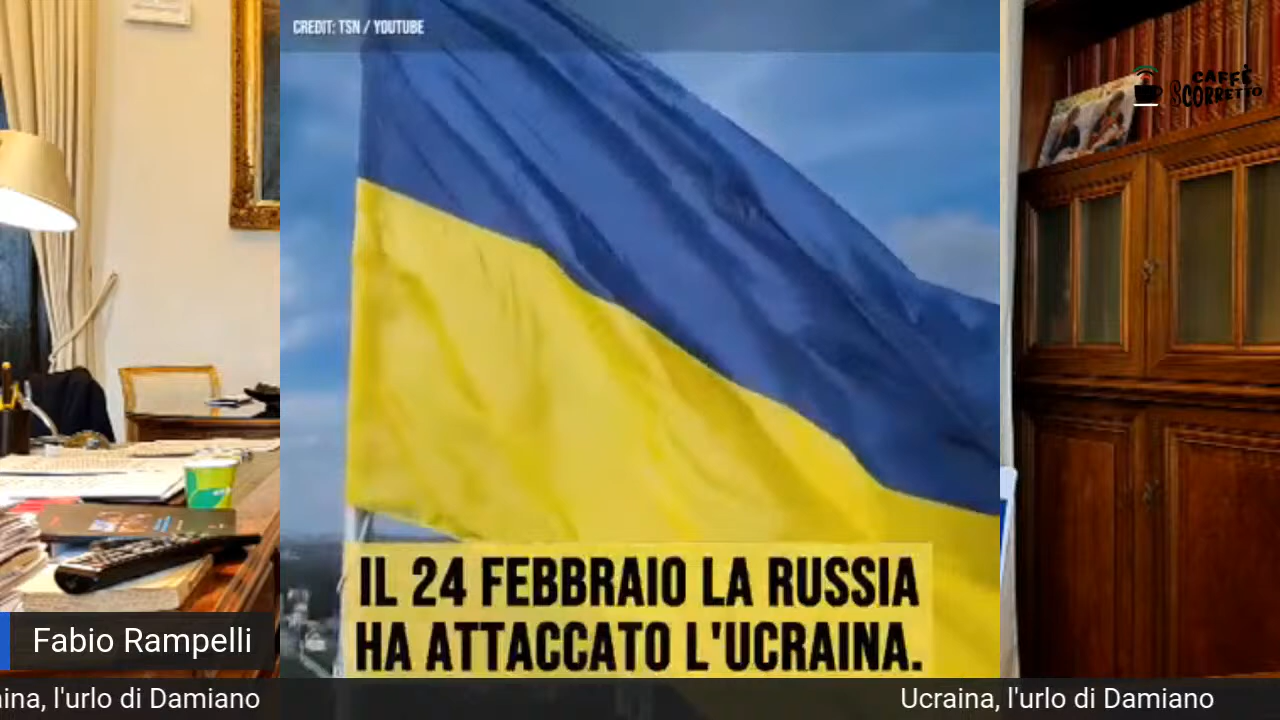 CREDIT: TSN / YOUTUBE
CAFFÈ
SCORRETTO
IL 24 FEBBRAIO LA RUSSIA
HA ATTACCATO L'UCRAINA.
Fabio Rampelli
aina, l'urlo di Damiano
Ucraina, l'urlo di Damiano